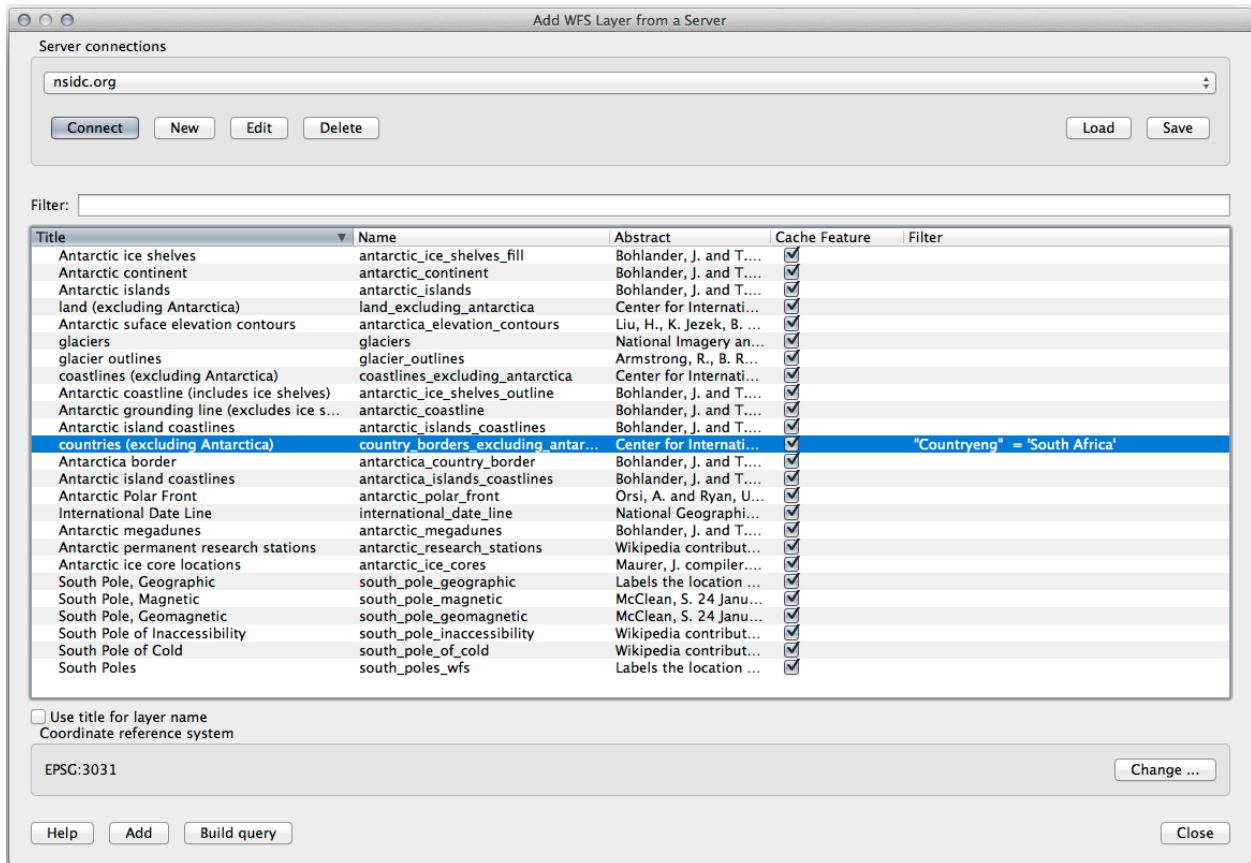 Add WFS Layer from a Server
Server connections
nsidc.org
Connect New Edit Delete Load Save
Filter:
Title Name Abstract Cache Feature Filter
Antarctic ice shelves antarctic_ice_shelves_fill Bohlander, J. and T....
Antarctic continent antarctic_continent Bohlander, J. and T....
Antarctic islands antarctic_islands Bohlander, J. and T....
land (excluding Antarctica) land_excluding_antarctica Center for Internati...
Antarctic suface elevation contours antarctica_elevation_contours Liu, H., K. Jezek, B. ...
glaciers glaciers National Imagery an...
glacier outlines glacier_outlines Armstrong, R., B. R...
coastlines (excluding Antarctica) coastlines_excluding_antarctica Center for Internati...
Antarctic coastline (includes ice shelves) antarctic_ice_shelves_outline Bohlander, J. and T....
Antarctic grounding line (excludes ice s... antarctic_coastline Bohlander, J. and T....
Antarctic island coastlines antarctic_islands_coastlines Bohlander, J. and T....
countries (excluding Antarctica) country_borders_excluding_antar... Center for Internati... "Countryeng" = 'South Africa'
Antarctica border antarctica_country_border Bohlander, J. and T....
Antarctic island coastlines antarctica_islands_coastlines Bohlander, J. and T....
Antarctic Polar Front antarctic_polar_front Orsi, A. and Ryan, U...
International Date Line international_date_line National Geographi...
Antarctic megadunes antarctic_megadunes Bohlander, J. and T....
Antarctic permanent research stations antarctic_research_stations Wikipedia contribut...
Antarctic ice core locations antarctic_ice_cores Maurer, J. compiler....
South Pole, Geographic south_pole_geographic Labels the location ...
South Pole, Magnetic south_pole_magnetic McClean, S. 24 Janu...
South Pole, Geomagnetic south_pole_geomagnetic McClean, S. 24 Janu...
South Pole of Inaccessibility south_pole_inaccessibility Wikipedia contribut...
South Pole of Cold south_pole_of_cold Wikipedia contribut...
South Poles south_poles_wfs Labels the location ...
Use title for layer name
Coordinate reference system
EPSG:3031 Change ...
Help Add Build query Close